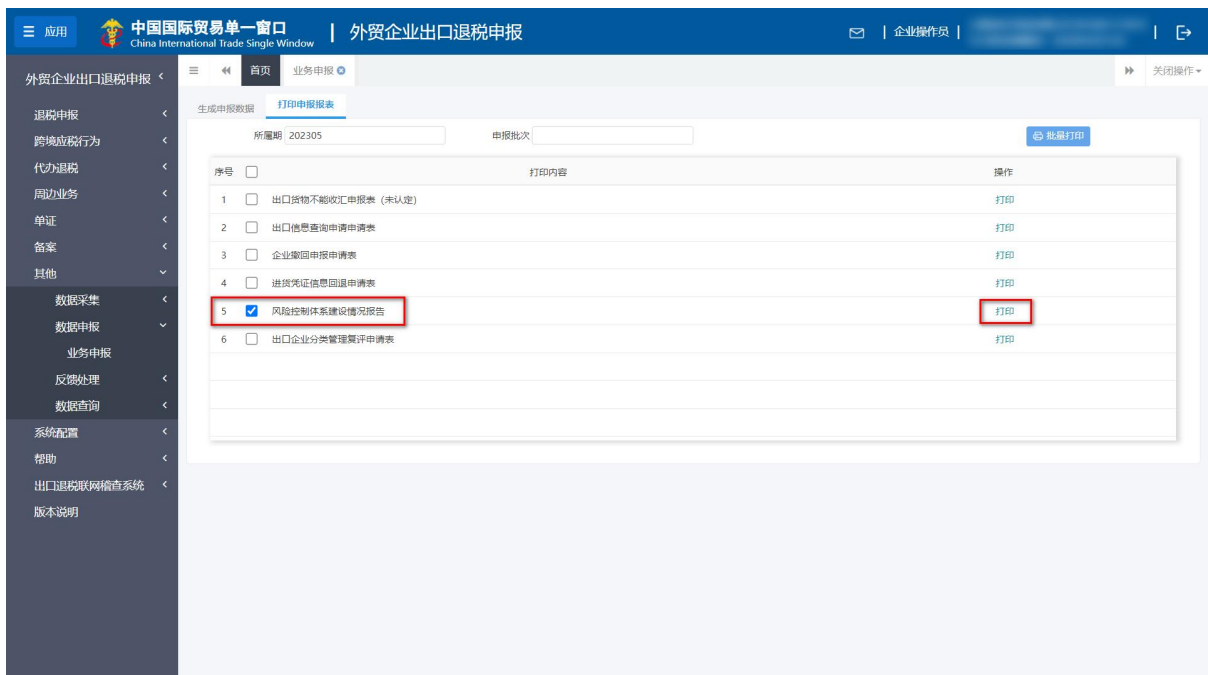 应用 中国国际贸易单一窗口 | 外贸企业出口退税申报 | 企业操作员 | |
China International Trade Single Window
外贸企业出口退税申报
首页 业务申报 关闭操作
生成申报数据 打印申报报表
退税申报
跨境应税行为
代办退税
周边业务
单证
备案
其他
数据采集
数据申报
业务申报
反馈处理
数据查询
系统配置
帮助
出口退税联网稽查系统
版本说明
所属期 202305 申报批次 批量打印
序号 打印内容 操作
1 出口货物不能收汇申报表（未认定） 打印
2 出口信息查询申请申请表 打印
3 企业撤回申报申请表 打印
4 进货凭证信息回退申请表 打印
5 风险控制体系建设情况报告 打印
6 出口企业分类管理复评申请表 打印